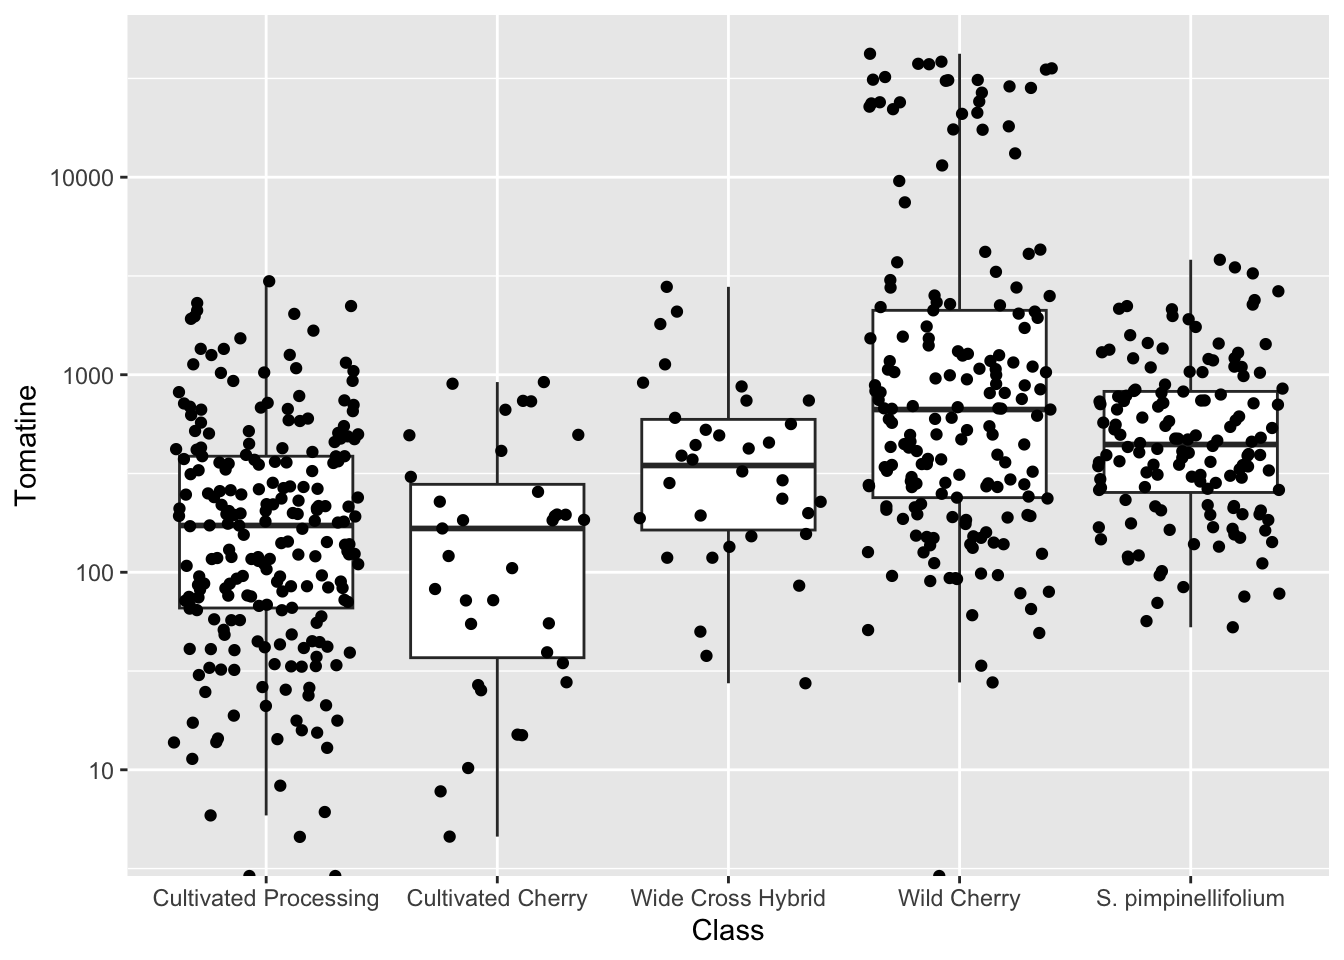 Tomatine
10000
1000
100
10
Cultivated Processing
Cultivated Cherry
Wide Cross Hybrid
Wild Cherry
S. pimpinellifolium
Class